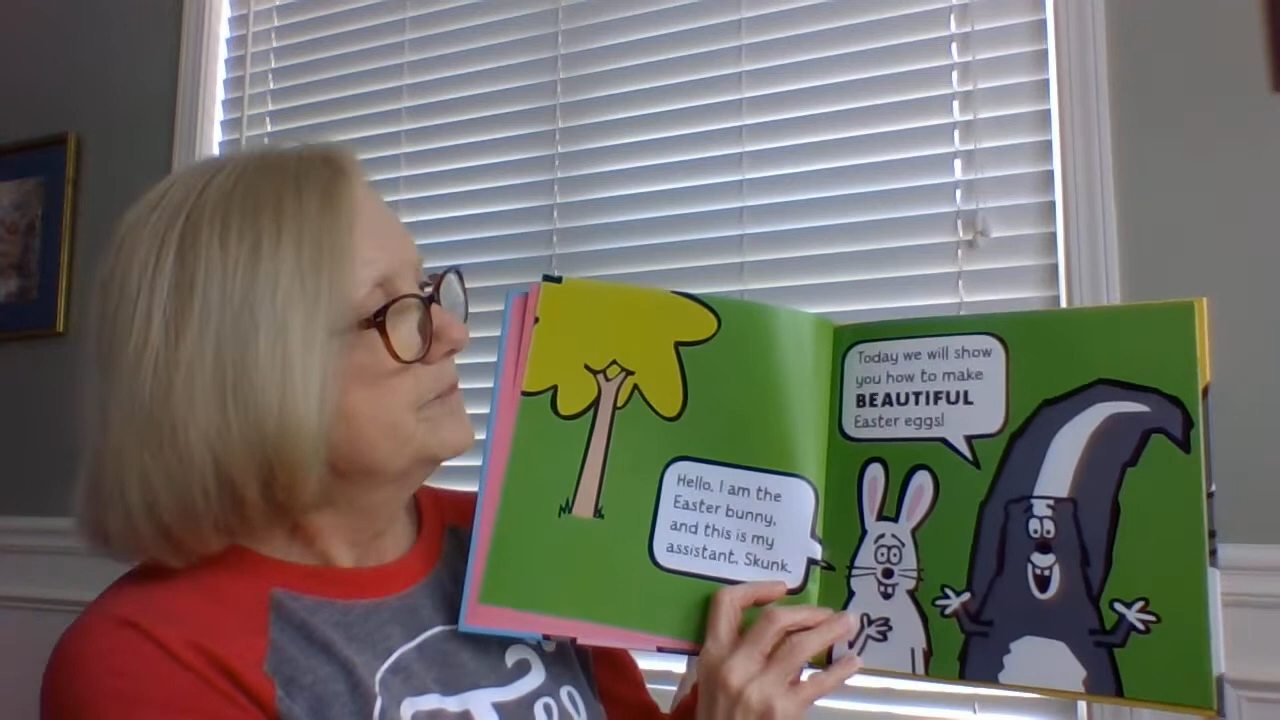 Hello. I am the
Easter bunny,
and this is my
assistant, Skunk.
Today we will show
you how to make
BEAUTIFUL
Easter eggs!